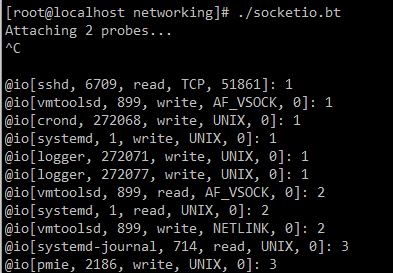 [root@localhost networking]# ./socketio.bt
Attaching 2 probes...
^C
@io[sshd, 6709, read, TCP, 51861]: 1
@io[vmtoolsd, 899, write, AF_VSOCK, 0]: 1
@io[crond, 272068, write, UNIX, 0]: 1
@io[systemd, 1, write, UNIX, 0]: 1
@io[logger, 272071, write, UNIX, 0]: 1
@io[logger, 272077, write, UNIX, 0]: 1
@io[vmtoolsd, 899, read, AF_VSOCK, 0]: 2
@io[systemd, 1, read, UNIX, 0]: 2
@io[vmtoolsd, 899, write, NETLINK, 0]: 2
@io[systemd-journal, 714, read, UNIX, 0]: 3
@io[pmie, 2186, write, UNIX, 0]: 3